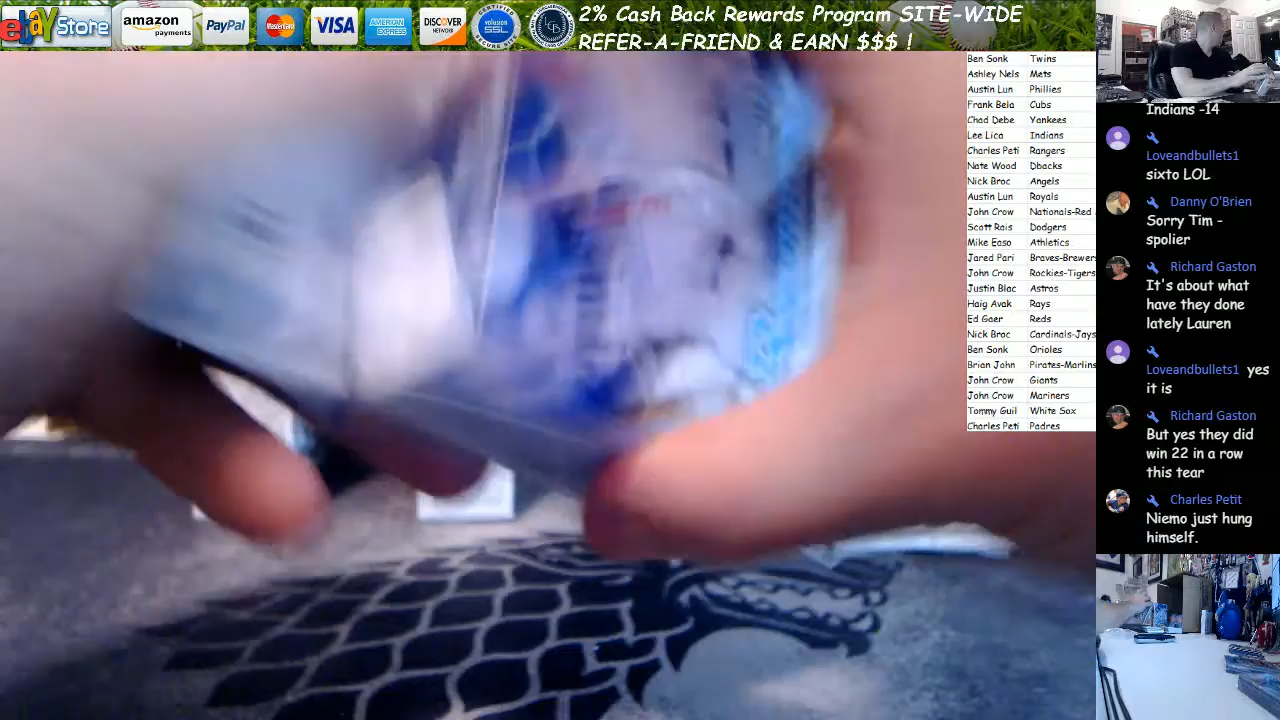 ebay Store
amazon payments
PayPal
MasterCard
VISA
AMERICAN EXPRESS
DISCOVER NETWORK
CERTIFIED volusion SSL SECURE SITE
2% Cash Back Rewards Program SITE-WIDE
REFER-A-FRIEND & EARN $$$ !
Ben Sonk Twins
Ashley Nels Mets
Austin Lun Phillies
Frank Bela Cubs
Chad Debe Yankees
Lee Lica Indians
Charles Peti Rangers
Nate Wood Dbacks
Nick Broc Angels
Austin Lun Royals
John Crow Nationals-Red
Scott Rais Dodgers
Mike Easo Athletics
Jared Pari Braves-Brewers
John Crow Rockies-Tigers
Justin Blac Astros
Haig Avak Rays
Ed Gaer Reds
Nick Broc Cardinals-Jays
Ben Sonk Orioles
Brian John Pirates-Marlins
John Crow Giants
John Crow Mariners
Tommy Guil White Sox
Charles Peti Padres
Indians -14
Loveandbullets1
sixto LOL
Danny O'Brien
Sorry Tim -
spolier
Richard Gaston
It's about what
have they done
lately Lauren
Loveandbullets1 yes
it is
Richard Gaston
But yes they did
win 22 in a row
this tear
Charles Petit
Niemo just hung
himself.